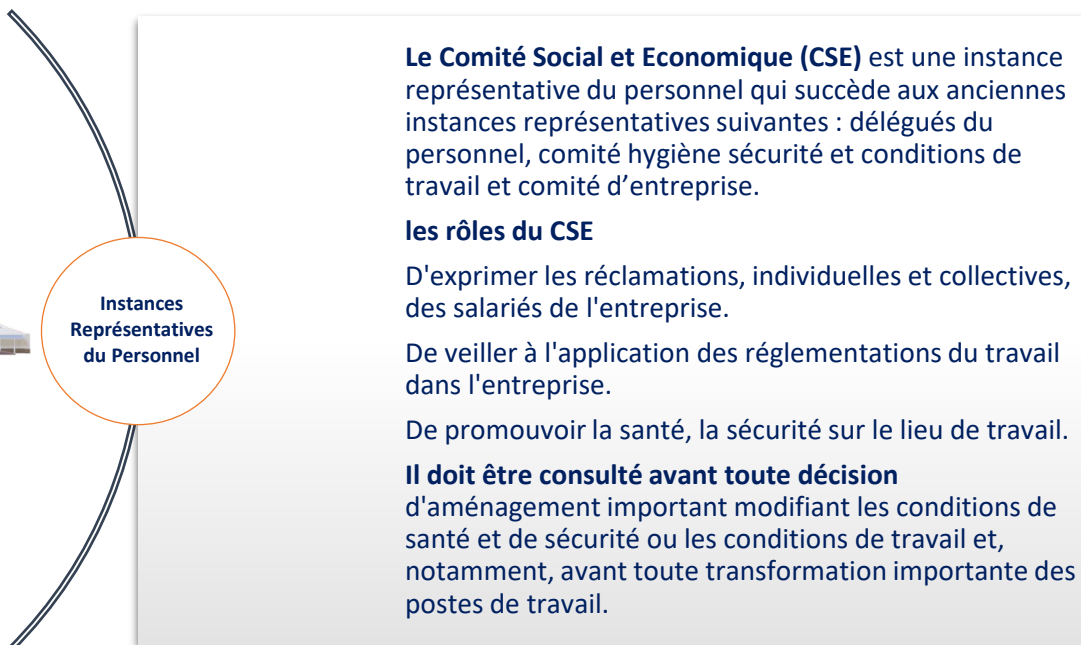 Instances
Représentatives
du Personnel
Le Comité Social et Economique (CSE) est une instance
représentative du personnel qui succède aux anciennes
instances représentatives suivantes : délégués du
personnel, comité hygiène sécurité et conditions de
travail et comité d’entreprise.
les rôles du CSE
D'exprimer les réclamations, individuelles et collectives,
des salariés de l'entreprise.
De veiller à l'application des réglementations du travail
dans l'entreprise.
De promouvoir la santé, la sécurité sur le lieu de travail.
Il doit être consulté avant toute décision
d'aménagement important modifiant les conditions de
santé et de sécurité ou les conditions de travail et,
notamment, avant toute transformation importante des
postes de travail.